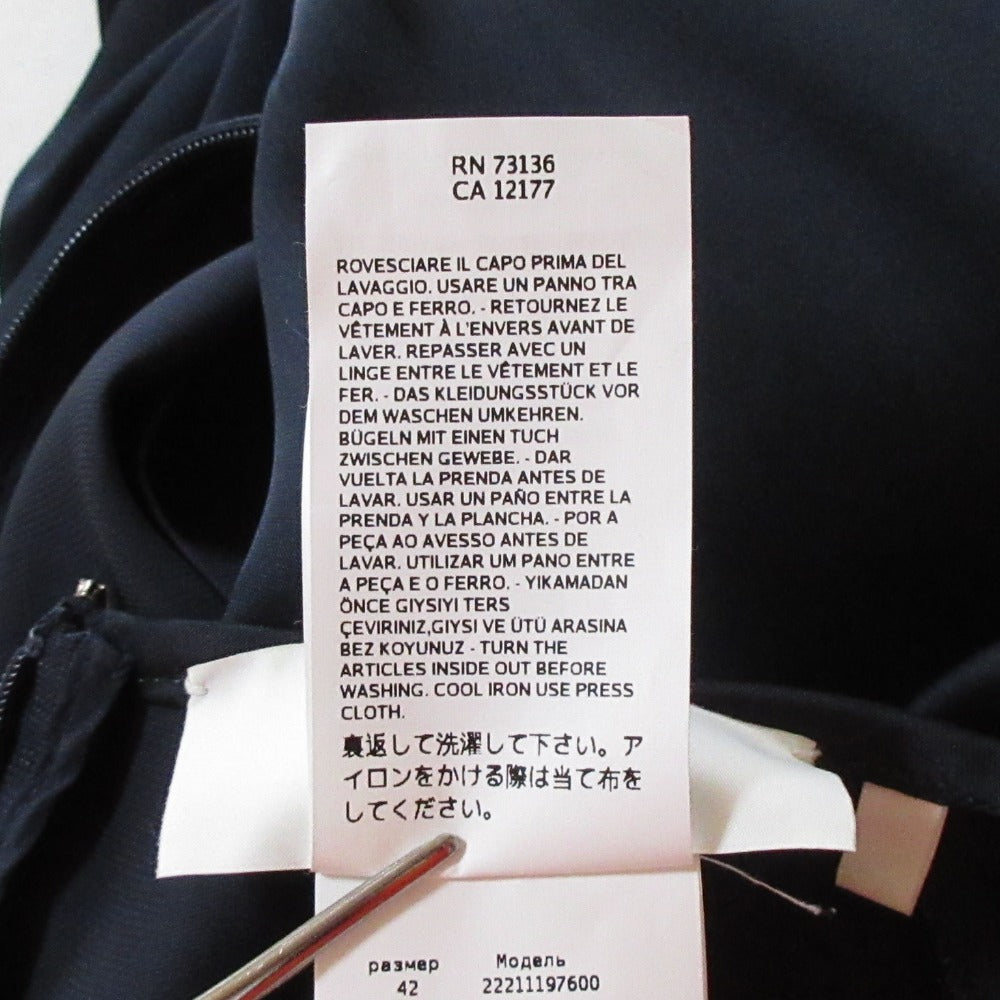 RN 73136
CA 12177
ROVESCIARE IL CAPO PRIMA DEL
LAVAGGIO. USARE UN PANNO TRA
CAPO E FERRO. - RETOURNEZ LE
VÊTEMENT À L'ENVERS AVANT DE
LAVER. REPASSER AVEC UN
LINGE ENTRE LE VÊTEMENT ET LE
FER. - DAS KLEIDUNGSSTÜCK VOR
DEM WASCHEN UMKEHREN.
BÜGELN MIT EINEN TUCH
ZWISCHEN GEWEBE. - DAR
VUELTA LA PRENDA ANTES DE
LAVAR. USAR UN PAÑO ENTRE LA
PRENDA Y LA PLANCHA. - POR A
PEÇA AO AVESSO ANTES DE
LAVAR. UTILIZAR UM PANO ENTRE
A PEÇA E O FERRO. - YIKAMADAN
ÖNCE GIYSIYI TERS
ÇEVIRINIZ,GIYSI VE ÜTÜ ARASINA
BEZ KOYUNUZ - TURN THE
ARTICLES INSIDE OUT BEFORE
WASHING. COOL IRON USE PRESS
CLOTH.
裏返して洗濯して下さい。ア
イロンをかける際は当て布を
してください。
размер Модель
42 22211197600